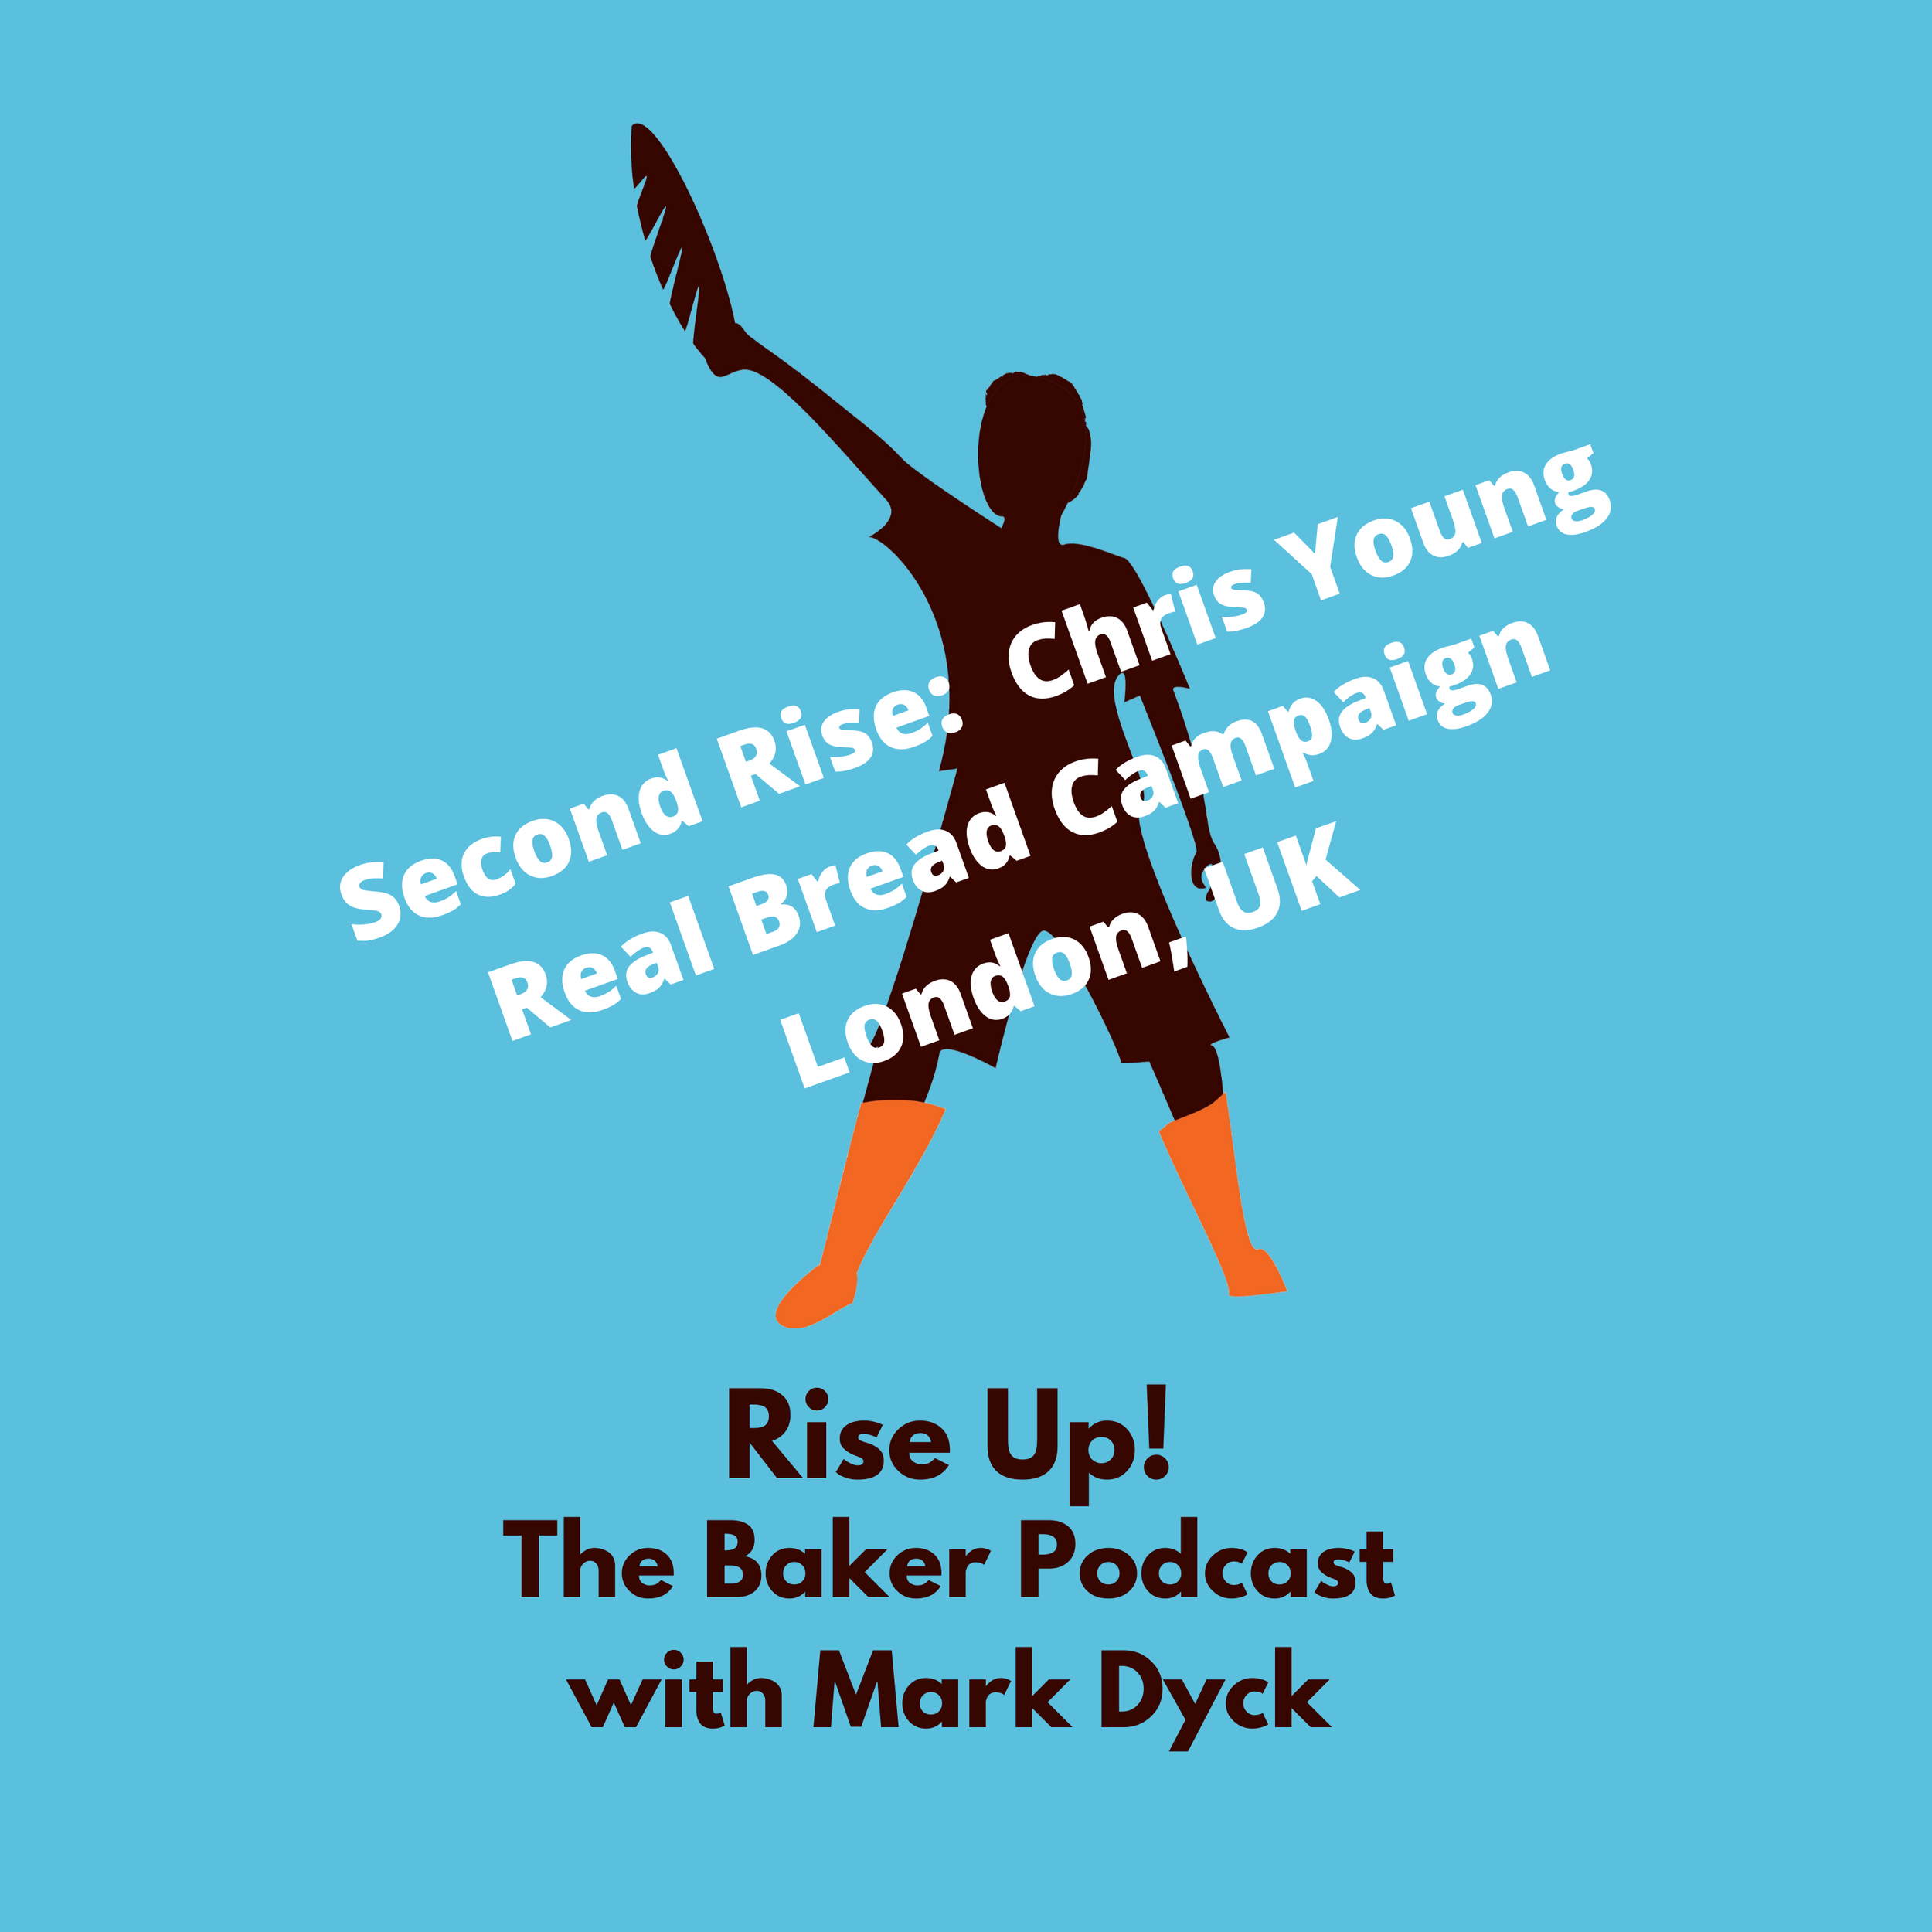 Second Rise: Chris Young
Real Bread Campaign
London, UK
Rise Up!
The Baker Podcast
with Mark Dyck